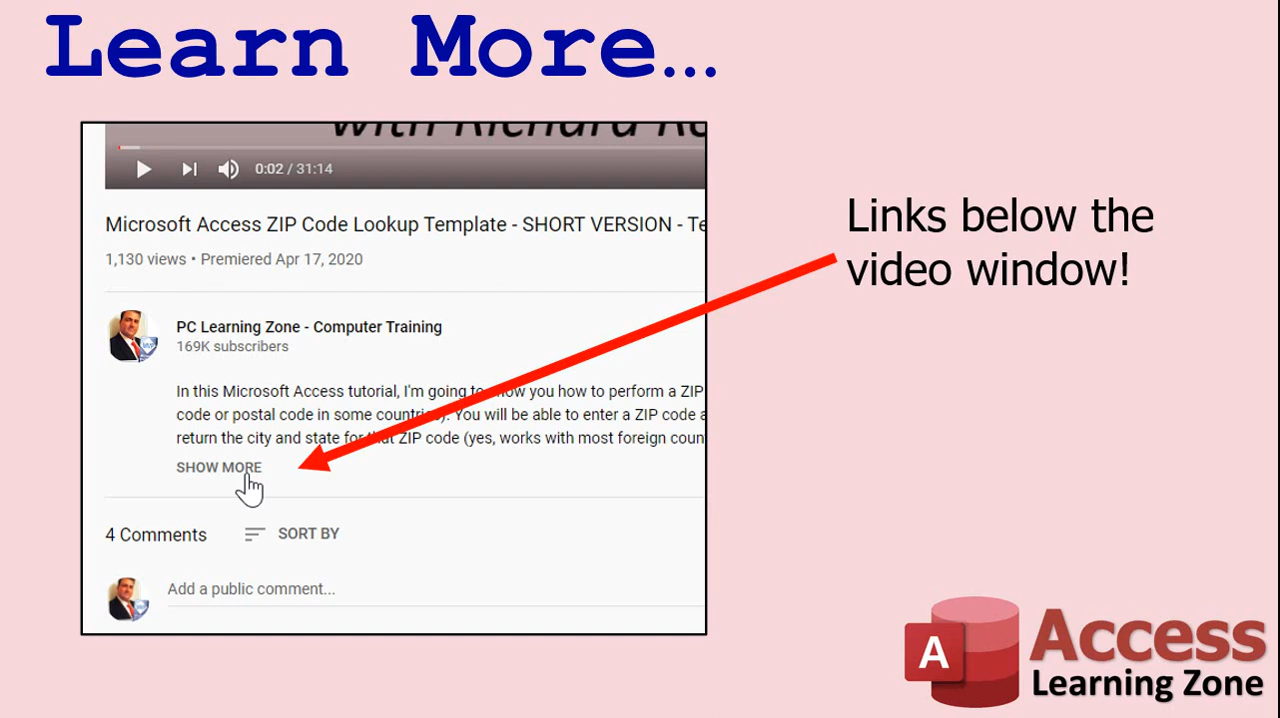 Learn More...
with Richard
0:02 / 31:14
Microsoft Access ZIP Code Lookup Template - SHORT VERSION - Te
1,130 views • Premiered Apr 17, 2020
PC Learning Zone - Computer Training
169K subscribers
In this Microsoft Access tutorial, I'm going to show you how to perform a ZIP
code or postal code in some countries). You will be able to enter a ZIP code a
return the city and state for that ZIP code (yes, works with most foreign coun
SHOW MORE
4 Comments
SORT BY
Add a public comment...
Links below the
video window!
A
Access
Learning Zone